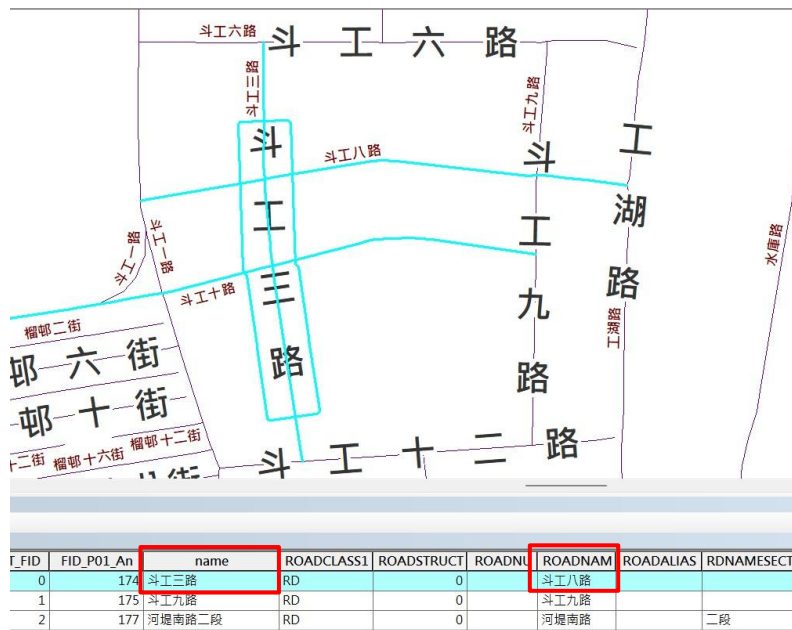 斗工六路
斗工六路
斗工三路
斗工九路
斗工八路
斗工三路
斗工九路
工湖路
斗工一路
斗工一路
水庫路
斗工十路
工湖路
榴邨二街
邨六街
邨十街
十二街
榴邨十六街
榴邨十二街
斗工十二路
T_FID FID_P01_An name ROADCLASS1 ROADSTRUCT ROADNU ROADNAM ROADALIAS RDNAMESECT
0 174 斗工三路 RD 0 斗工八路
1 175 斗工九路 RD 0 斗工九路
2 177 河堤南路二段 RD 0 河堤南路 二段